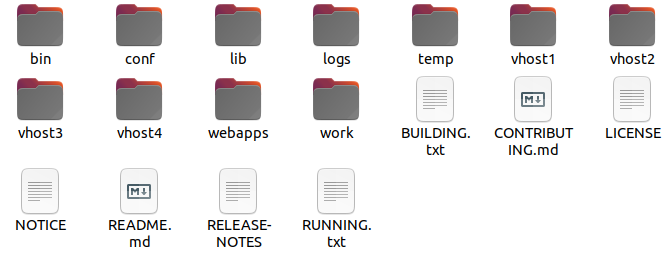 bin conf lib logs temp vhost1 vhost2
vhost3 vhost4 webapps work BUILDING.
txt CONTRIBUT
ING.md LICENSE
NOTICE README.
md RELEASE-
NOTES RUNNING.
txt